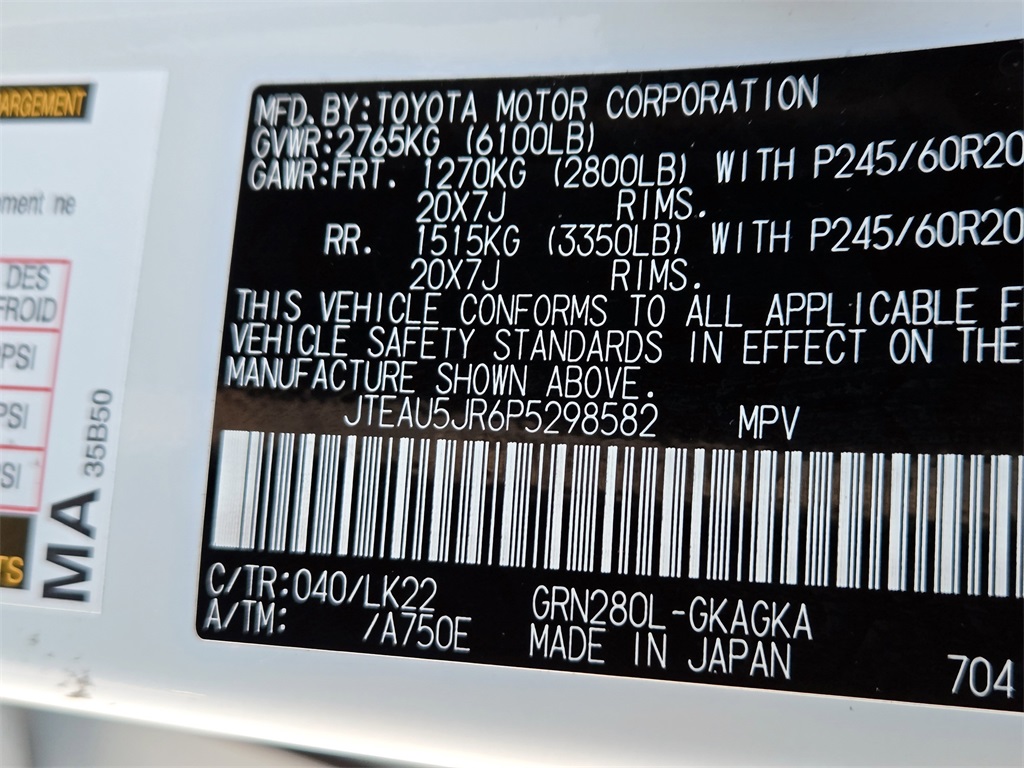 ARGEMENT
ement ne
DES
FROID
PSI
PSI
SI
TS
MA
35B50
MFD. BY: TOYOTA MOTOR CORPORATION
GVWR: 2765KG (6100LB)
GAWR: FRT. 1270KG (2800LB) WITH P245/60R20
20X7J RIMS.
RR. 1515KG (3350LB) WITH P245/60R20
20X7J RIMS.
THIS VEHICLE CONFORMS TO ALL APPLICABLE F
VEHICLE SAFETY STANDARDS IN EFFECT ON THE
MANUFACTURE SHOWN ABOVE.
JTEAU5JR6P5298582 MPV
C/TR: 040/LK22 GRN280L-GKAGKA
A/TM: /A750E MADE IN JAPAN
704